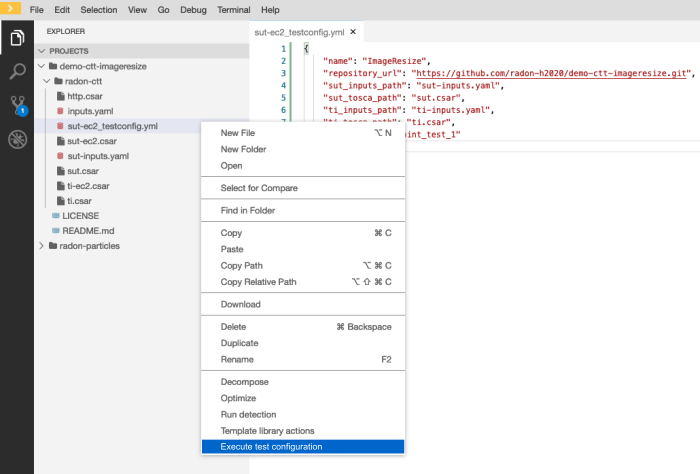 File Edit Selection View Go Debug Terminal Help
EXPLORER
PROJECTS
demo-ctt-imageresize
radon-ctt
http.csar
inputs.yaml
sut-ec2_testconfig.yml
sut-ec2.csar
sut-inputs.yaml
sut.csar
ti-ec2.csar
ti.csar
LICENSE
README.md
radon-particles
1
sut-ec2_testconfig.yml ×
1 {
2 "name": "ImageResize",
3 "repository_url": "https://github.com/radon-h2020/demo-ctt-imageresize.git",
4 "sut_inputs_path": "sut-inputs.yaml",
5 "sut_tosca_path": "sut.csar",
6 "ti_inputs_path": "ti-inputs.yaml",
"ti.csar",
int_test_1"
New File ⌥ N
New Folder
Open
Select for Compare
Find in Folder
Copy ⌘ C
Paste
Copy Path ⌥ ⌘ C
Copy Relative Path ⌥ ⇧ ⌘ C
Download
Delete ⌘ Backspace
Duplicate
Rename F2
Decompose
Optimize
Run detection
Template library actions
Execute test configuration